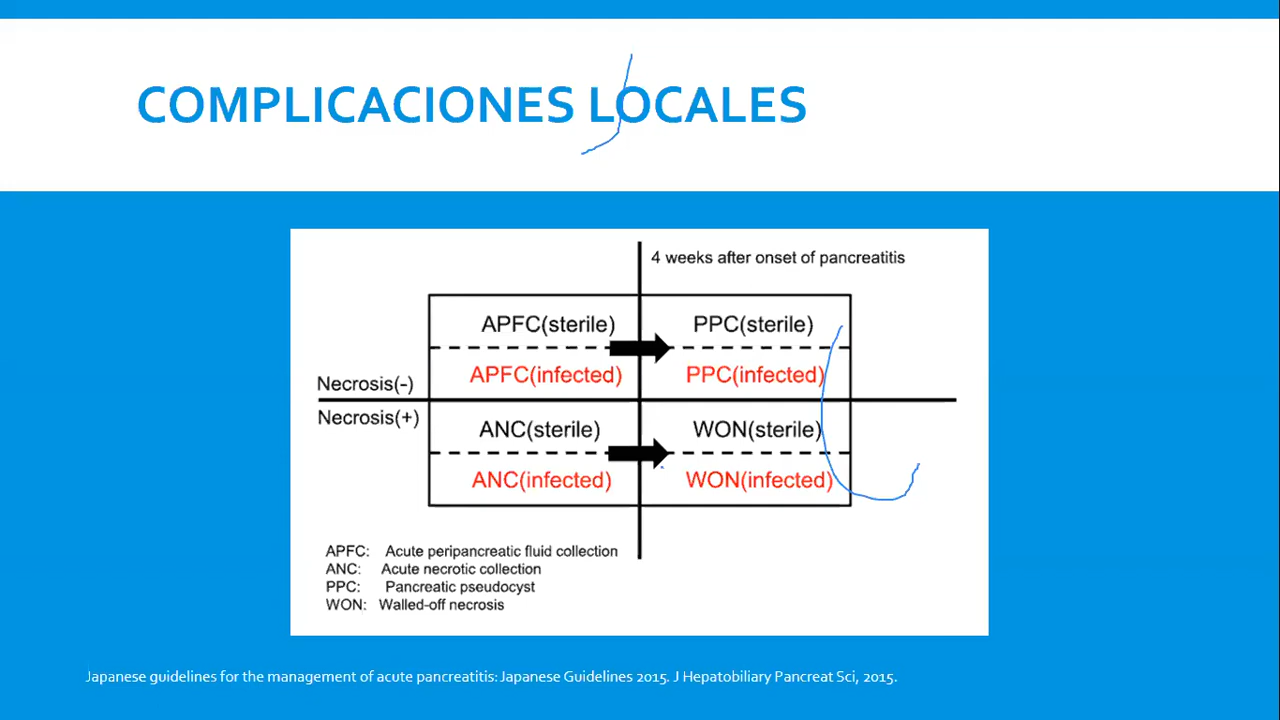 COMPLICACIONES LOCALES
4 weeks after onset of pancreatitis
APFC(sterile) PPC(sterile)
APFC(infected) PPC(infected)
Necrosis(-)
Necrosis(+)
ANC(sterile) WON(sterile)
ANC(infected) WON(infected)
APFC: Acute peripancreatic fluid collection
ANC: Acute necrotic collection
PPC: Pancreatic pseudocyst
WON: Walled-off necrosis
Japanese guidelines for the management of acute pancreatitis: Japanese Guidelines 2015. J Hepatobiliary Pancreat Sci, 2015.